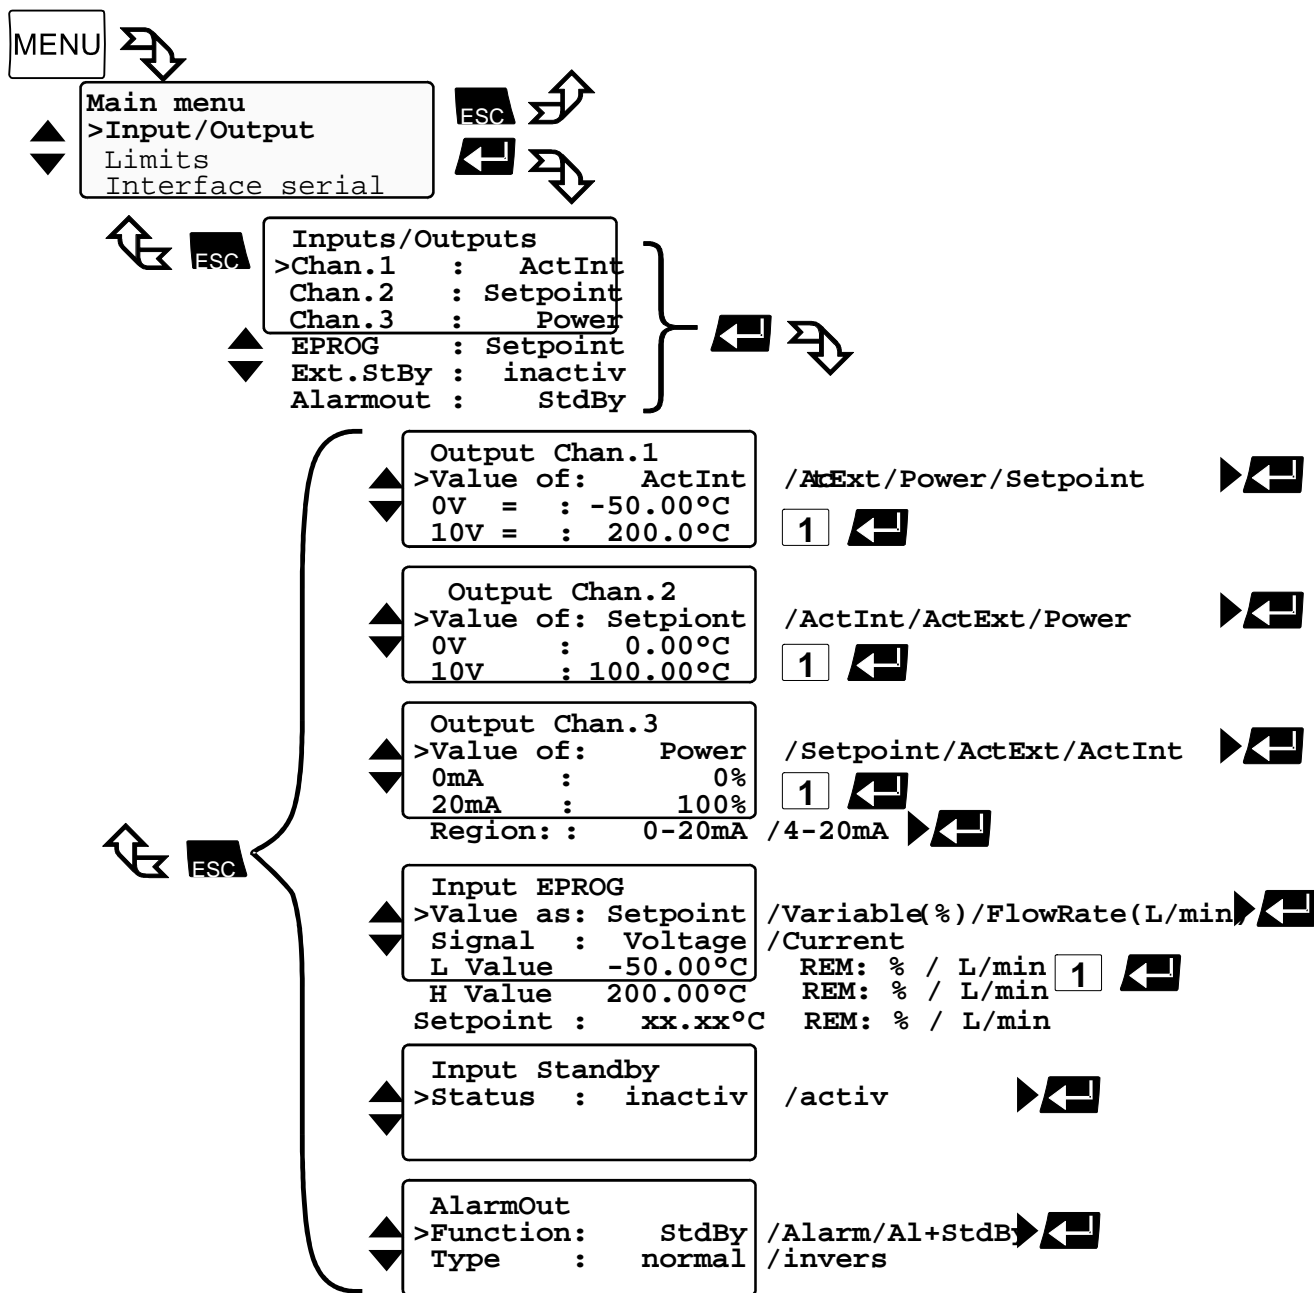 MENU
Main menu
>Input/Output
Limits
Interface serial
ESC
ESC
Inputs/Outputs
>Chan.1 : ActInt
Chan.2 : Setpoint
Chan.3 : Power
EPROG : Setpoint
Ext.StBy : inactiv
Alarmout : StdBy
Output Chan.1
>Value of: ActInt /ActExt/Power/Setpoint
0V = : -50.00°C
10V = : 200.0°C 1
Output Chan.2
>Value of: Setpiont /ActInt/ActExt/Power
0V : 0.00°C
10V : 100.00°C 1
Output Chan.3
>Value of: Power /Setpoint/ActExt/ActInt
0mA : 0%
20mA : 100% 1
Region: : 0-20mA /4-20mA
ESC
Input EPROG
>Value as: Setpoint /Variable(%)/FlowRate(L/min)
Signal : Voltage /Current
L Value -50.00°C REM: % / L/min 1
H Value 200.00°C REM: % / L/min
Setpoint : xx.xx°C REM: % / L/min
Input Standby
>Status : inactiv /activ
AlarmOut
>Function: StdBy /Alarm/Al+StdBy
Type : normal /invers